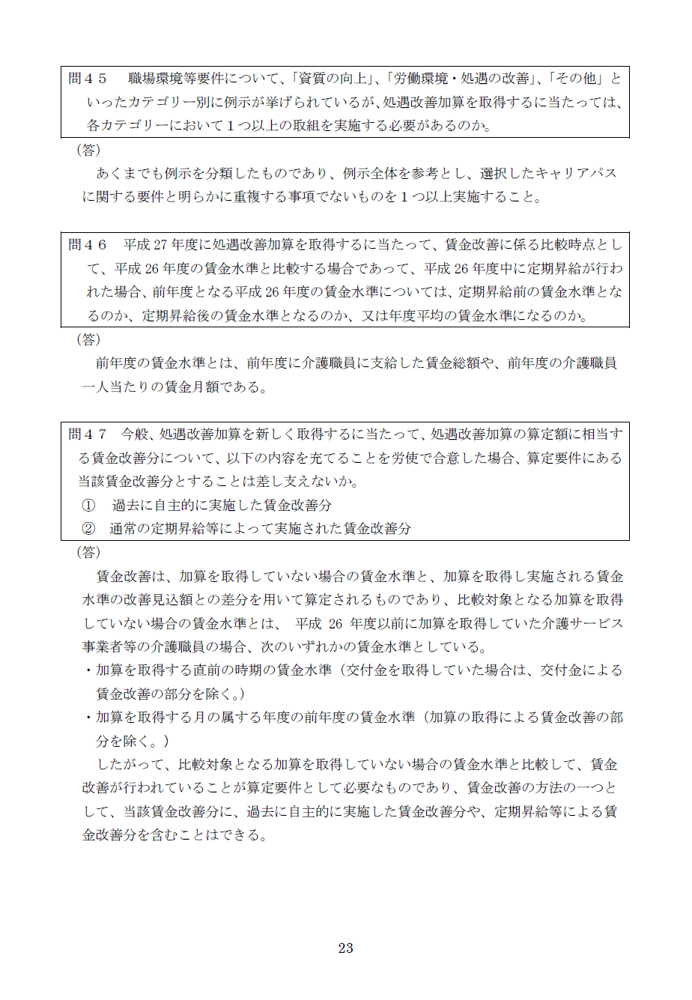 問４５　職場環境等要件について、「資質の向上」、「労働環境・処遇の改善」、「その他」と
いったカテゴリー別に例示が挙げられているが、処遇改善加算を取得するに当たっては、
各カテゴリーにおいて１つ以上の取組を実施する必要があるのか。
（答）
あくまでも例示を分類したものであり、例示全体を参考とし、選択したキャリアパス
に関する要件と明らかに重複する事項でないものを１つ以上実施すること。
問４６　平成 27 年度に処遇改善加算を取得するに当たって、賃金改善に係る比較時点とし
て、平成 26 年度の賃金水準と比較する場合であって、平成 26 年度中に定期昇給が行わ
れた場合、前年度となる平成 26 年度の賃金水準については、定期昇給前の賃金水準とな
るのか、定期昇給後の賃金水準となるのか、又は年度平均の賃金水準になるのか。
（答）
前年度の賃金水準とは、前年度に介護職員に支給した賃金総額や、前年度の介護職員
一人当たりの賃金月額である。
問４７　今般、処遇改善加算を新しく取得するに当たって、処遇改善加算の算定額に相当す
る賃金改善分について、以下の内容を充てることを労使で合意した場合、算定要件にある
当該賃金改善分とすることは差し支えないか。
①　過去に自主的に実施した賃金改善分
②　通常の定期昇給等によって実施された賃金改善分
（答）
賃金改善は、加算を取得していない場合の賃金水準と、加算を取得し実施される賃金
水準の改善見込額との差分を用いて算定されるものであり、比較対象となる加算を取得
していない場合の賃金水準とは、 平成 26 年度以前に加算を取得していた介護サービス
事業者等の介護職員の場合、次のいずれかの賃金水準としている。
・加算を取得する直前の時期の賃金水準（交付金を取得していた場合は、交付金による
賃金改善の部分を除く。）
・加算を取得する月の属する年度の前年度の賃金水準（加算の取得による賃金改善の部
分を除く。）
したがって、比較対象となる加算を取得していない場合の賃金水準と比較して、賃金
改善が行われていることが算定要件として必要なものであり、賃金改善の方法の一つと
して、当該賃金改善分に、過去に自主的に実施した賃金改善分や、定期昇給等による賃
金改善分を含むことはできる。
23